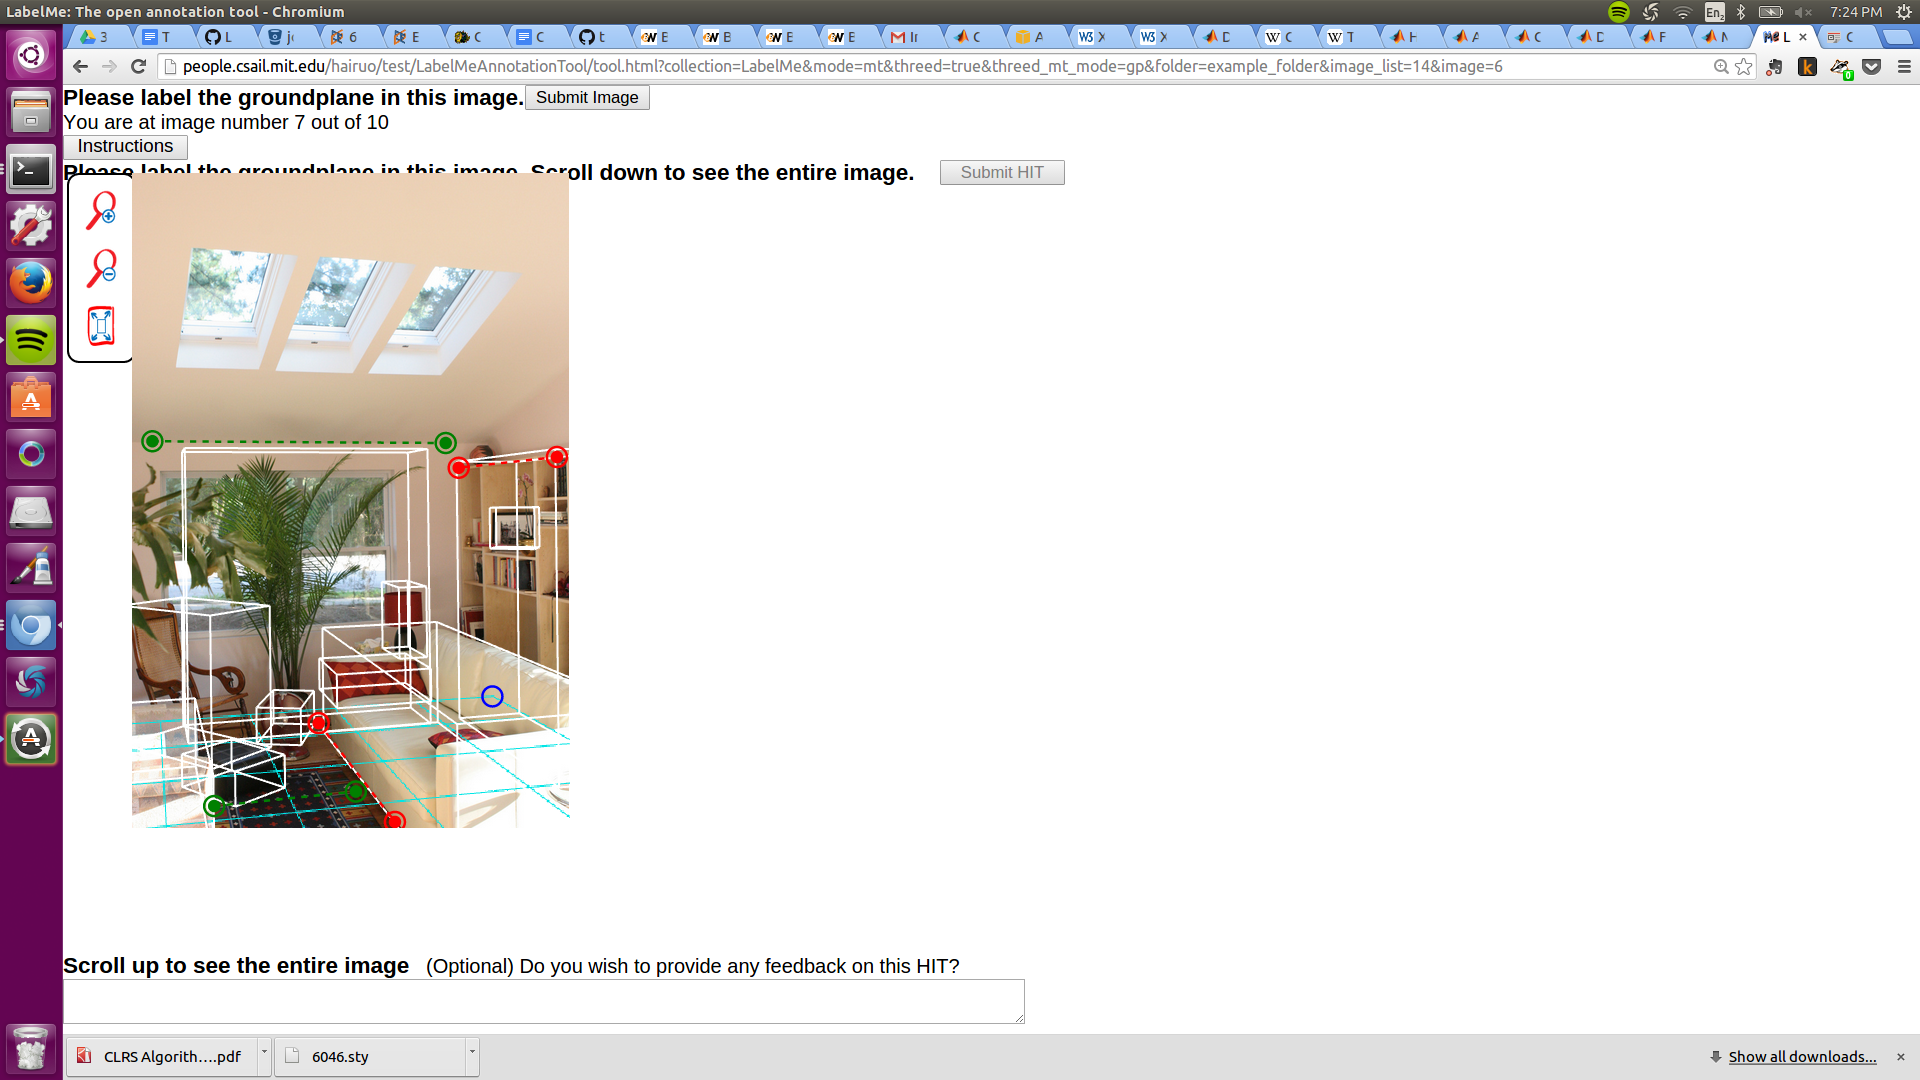 LabelMe: The open annotation tool - Chromium
En2
7:24 PM
3
T
L
6
E
C
C
t
E
B
E
E
C
A
X
X
D
C
T
H
A
C
D
F
L
×
C
people.csail.mit.edu/hairuo/test/LabelMeAnnotationTool/tool.html?collection=LabelMe&mode=mt&threed=true&threed_mt_mode=gp&folder=example_folder&image_list=14&image=6
Please label the groundplane in this image. Submit Image
You are at image number 7 out of 10
Instructions
Please label the groundplane in this image. Scroll down to see the entire image. Submit HIT
Scroll up to see the entire image (Optional) Do you wish to provide any feedback on this HIT?
CLRS Algorith....pdf
6046.sty
Show all downloads...
×